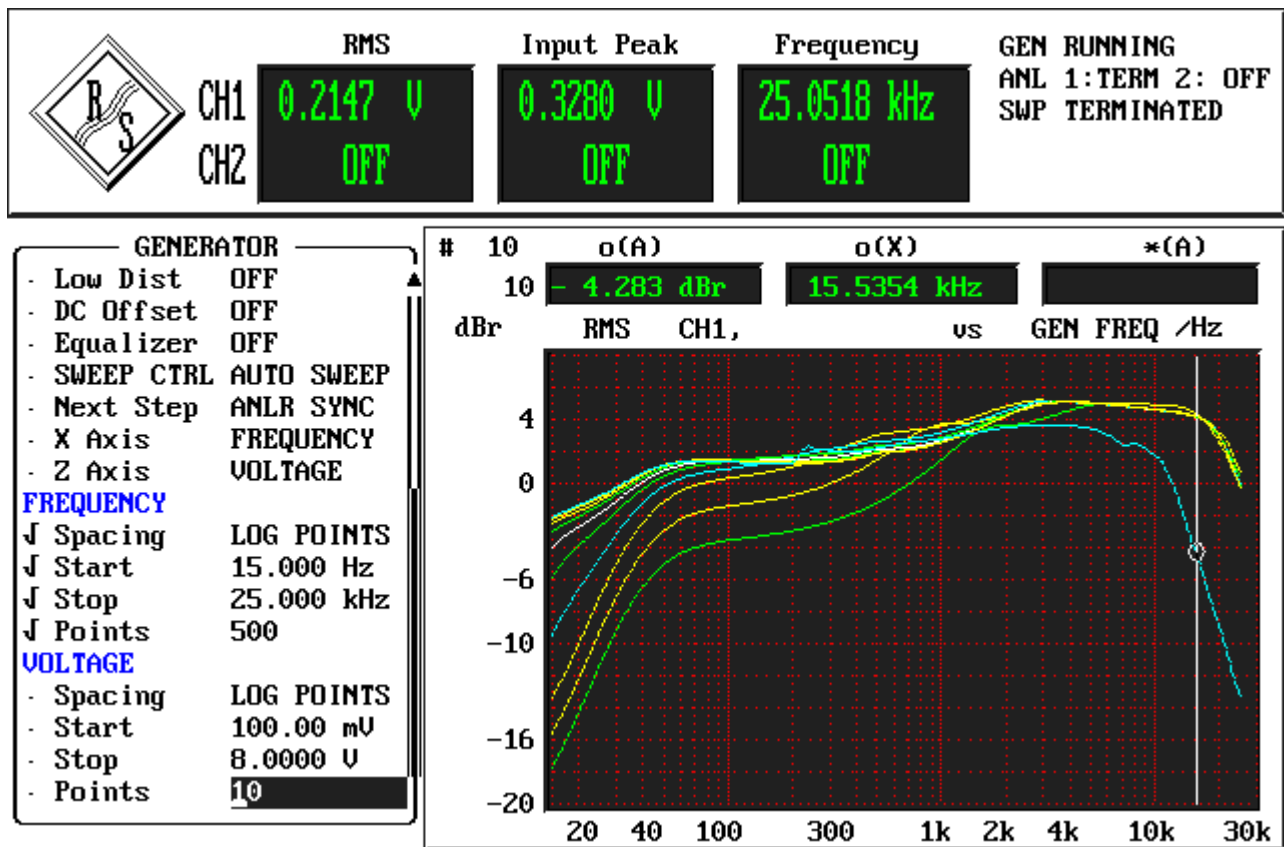 R S
RMS Input Peak Frequency
CH1 0.2147 V 0.3280 V 25.0518 kHz
CH2 OFF OFF OFF
GEN RUNNING
ANL 1:TERM 2: OFF
SWP TERMINATED
GENERATOR
· Low Dist OFF
· DC Offset OFF
· Equalizer OFF
· SWEEP CTRL AUTO SWEEP
· Next Step ANLR SYNC
· X Axis FREQUENCY
· Z Axis VOLTAGE
FREQUENCY
√ Spacing LOG POINTS
√ Start 15.000 Hz
√ Stop 25.000 kHz
√ Points 500
VOLTAGE
· Spacing LOG POINTS
· Start 100.00 mV
· Stop 8.0000 V
· Points 10
# 10 o(A) o(X) *(A)
10 - 4.283 dBr 15.5354 kHz
dBr RMS CH1, vs GEN FREQ /Hz
4
0
-6
-10
-16
-20
20 40 100 300 1k 2k 4k 10k 30k